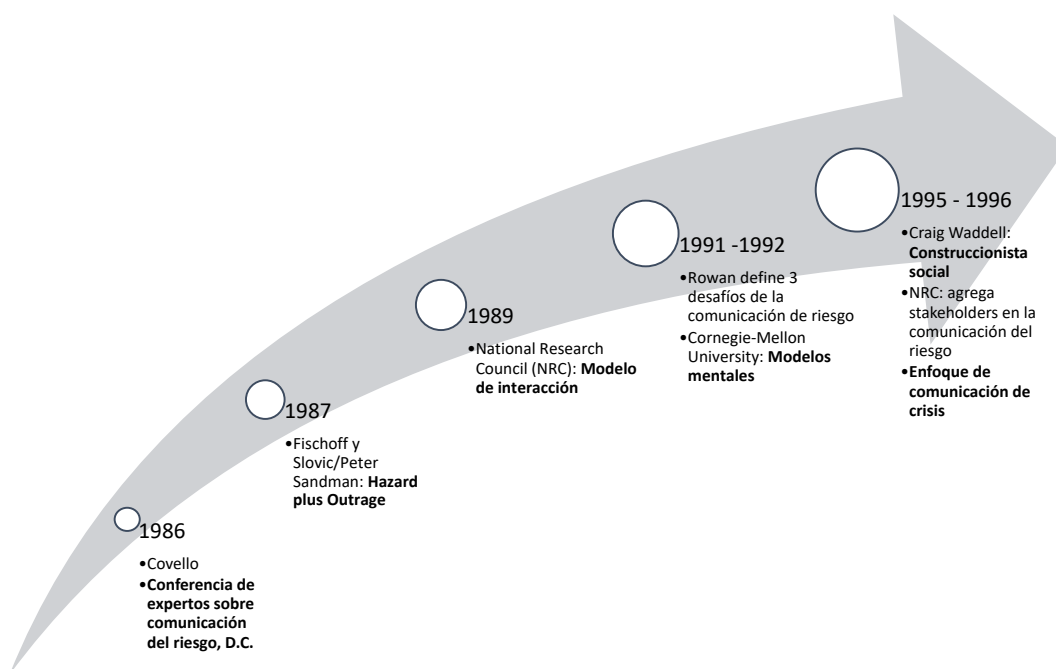 1986
•Covello
•Conferencia de
expertos sobre
comunicación
del riesgo, D.C.
1987
•Fischoff y
Slovic/Peter
Sandman: Hazard
plus Outrage
1989
•National Research
Council (NRC): Modelo
de interacción
1991 -1992
•Rowan define 3
desafíos de la
comunicación de riesgo
•Cornegie-Mellon
University: Modelos
mentales
1995 - 1996
•Craig Waddell:
Construccionista
social
•NRC: agrega
stakeholders en la
comunicación del
riesgo
•Enfoque de
comunicación de
crisis